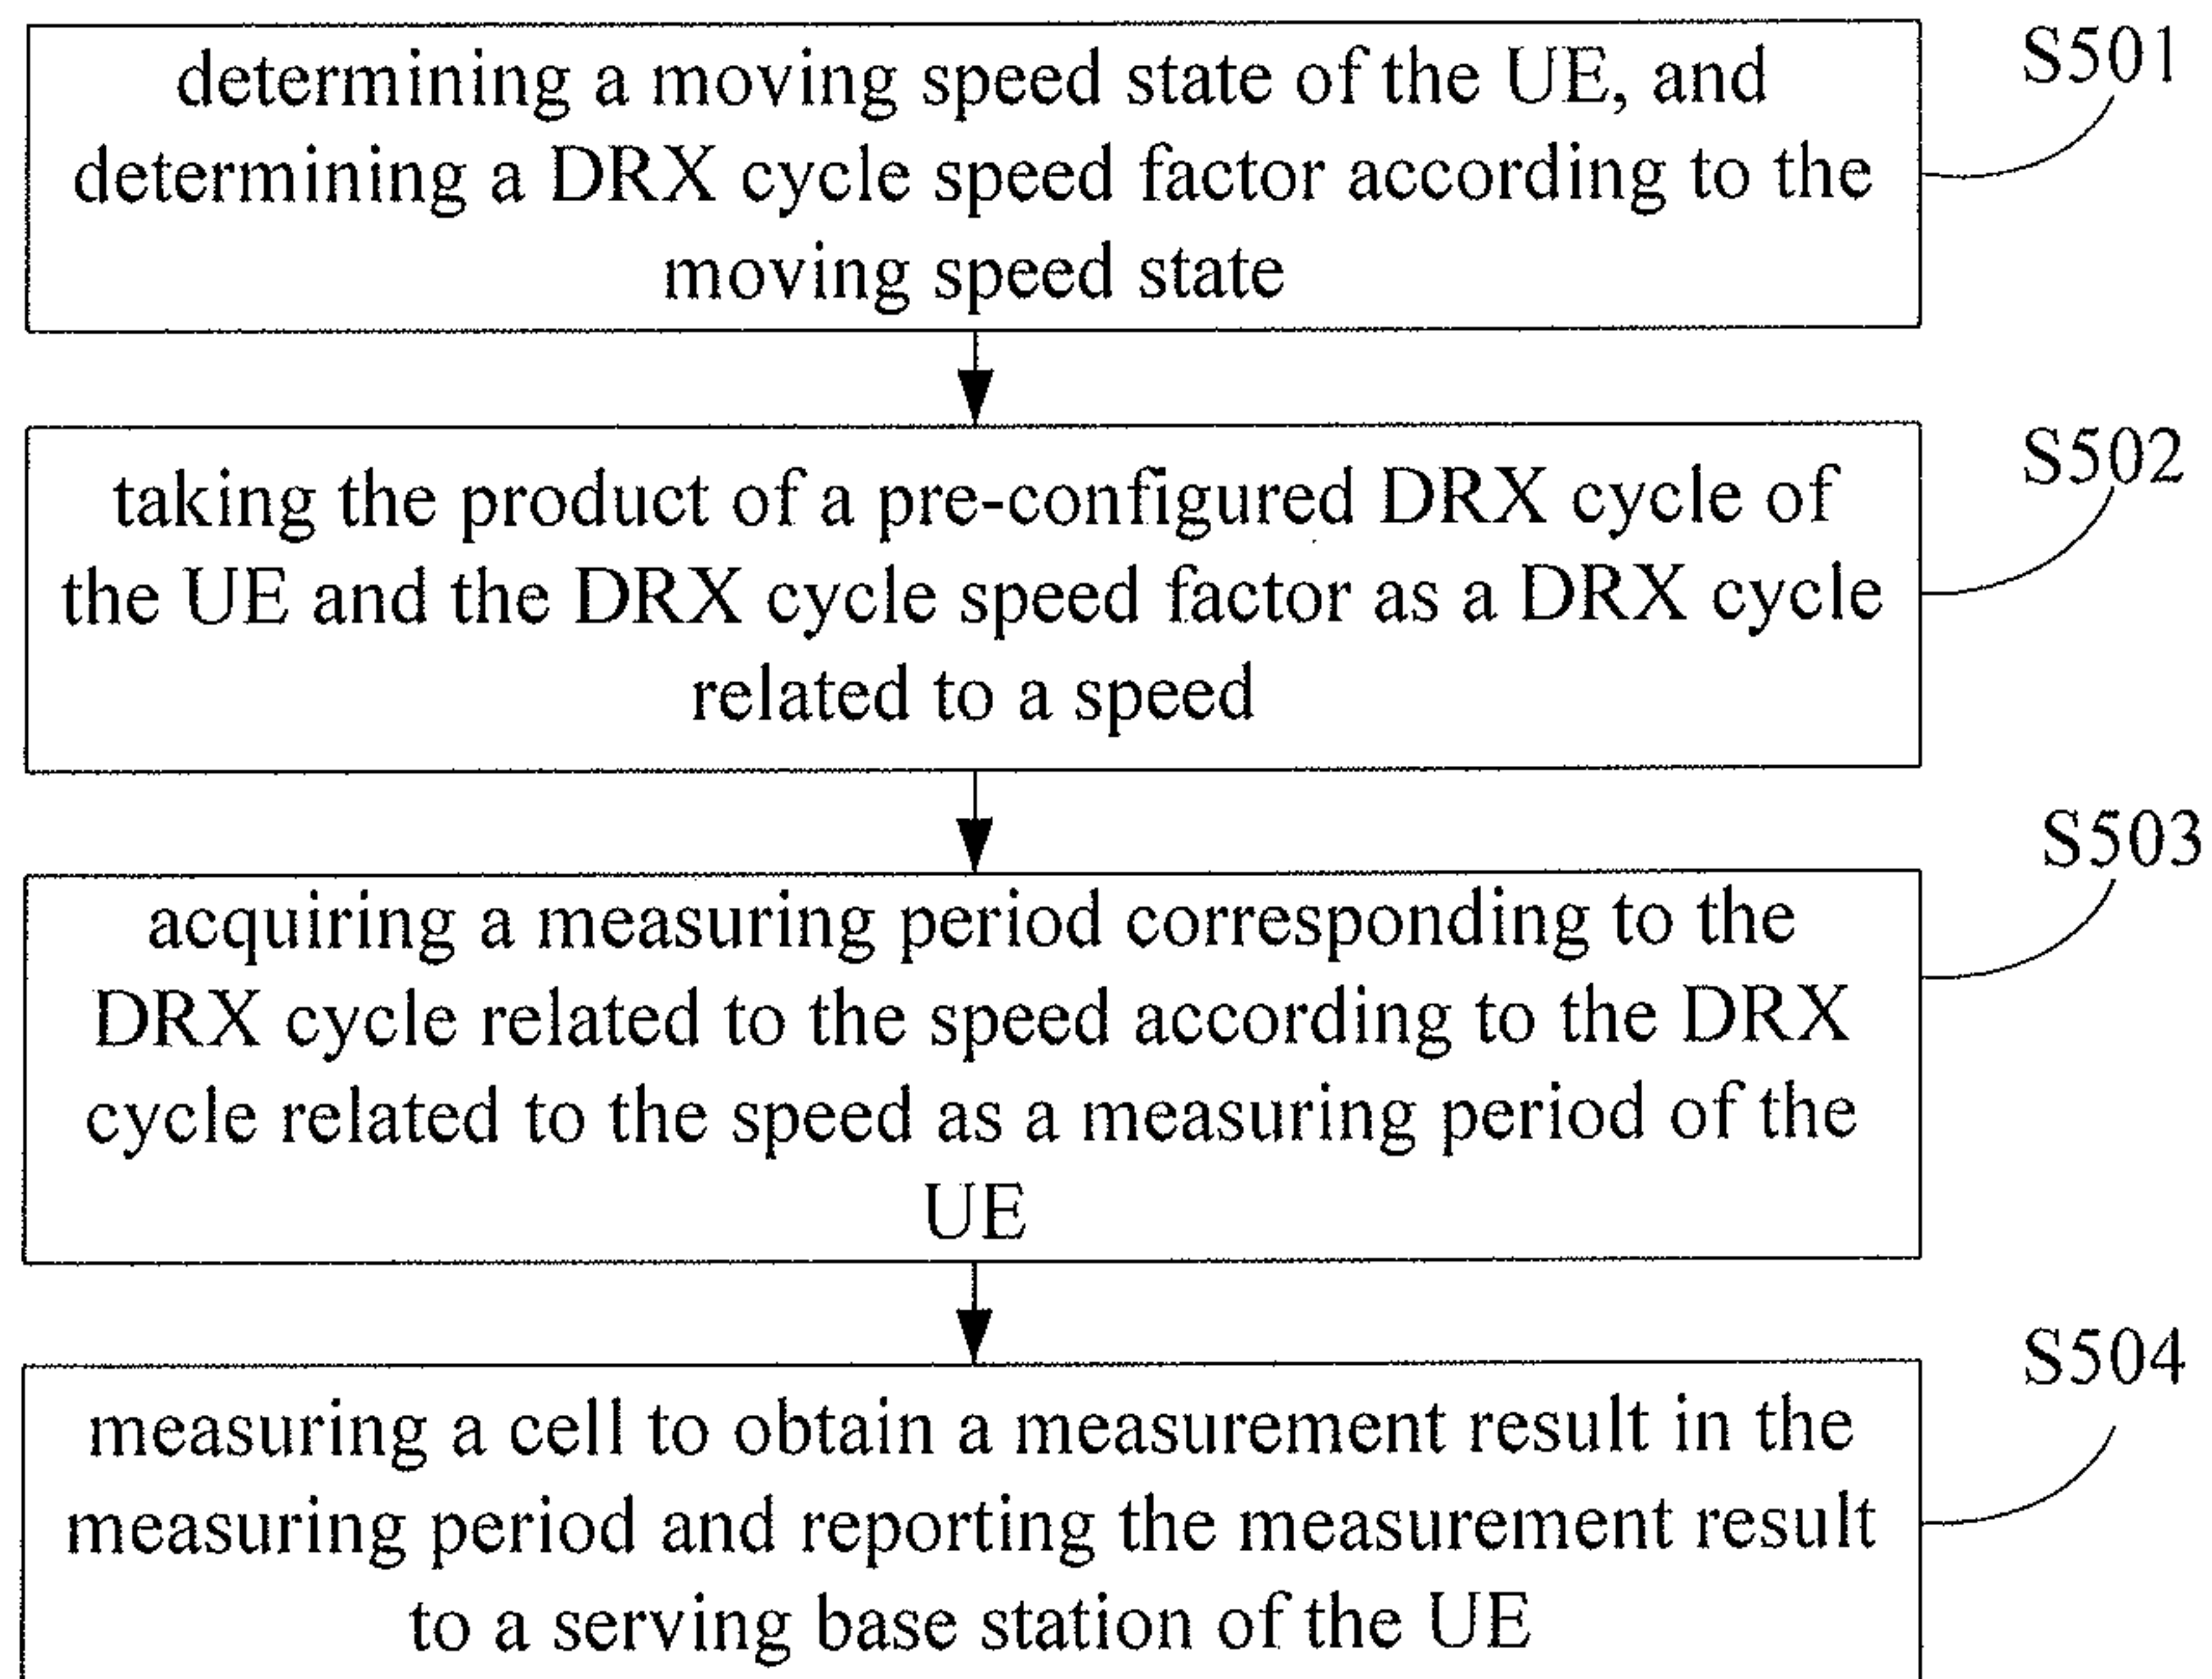 determining a moving speed state of the UE, and
determining a DRX cycle speed factor according to the
moving speed state
S501
taking the product of a pre-configured DRX cycle of
the UE and the DRX cycle speed factor as a DRX cycle
related to a speed
S502
acquiring a measuring period corresponding to the
DRX cycle related to the speed according to the DRX
cycle related to the speed as a measuring period of the
UE
S503
measuring a cell to obtain a measurement result in the
measuring period and reporting the measurement result
to a serving base station of the UE
S504